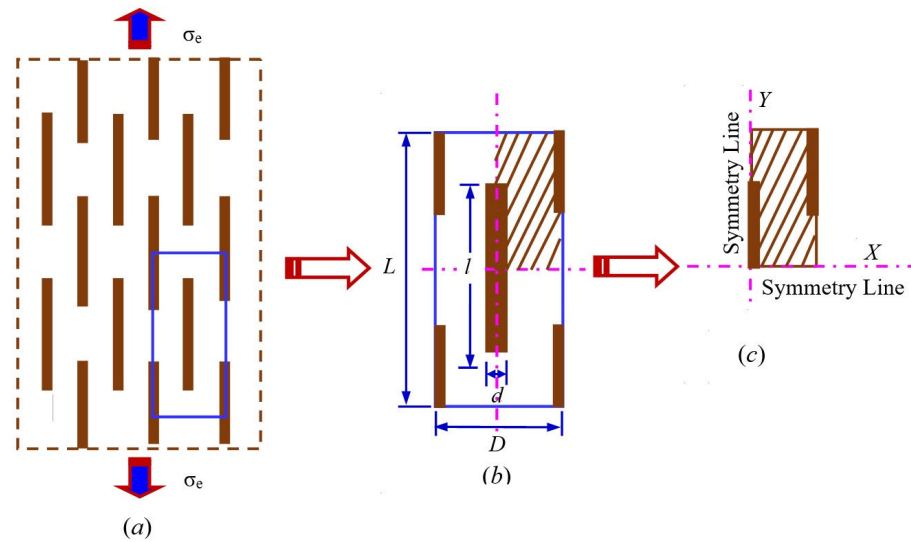 σe
σe
(a)
L
l
d
D
(b)
Y
Symmetry Line
X
Symmetry Line
(c)